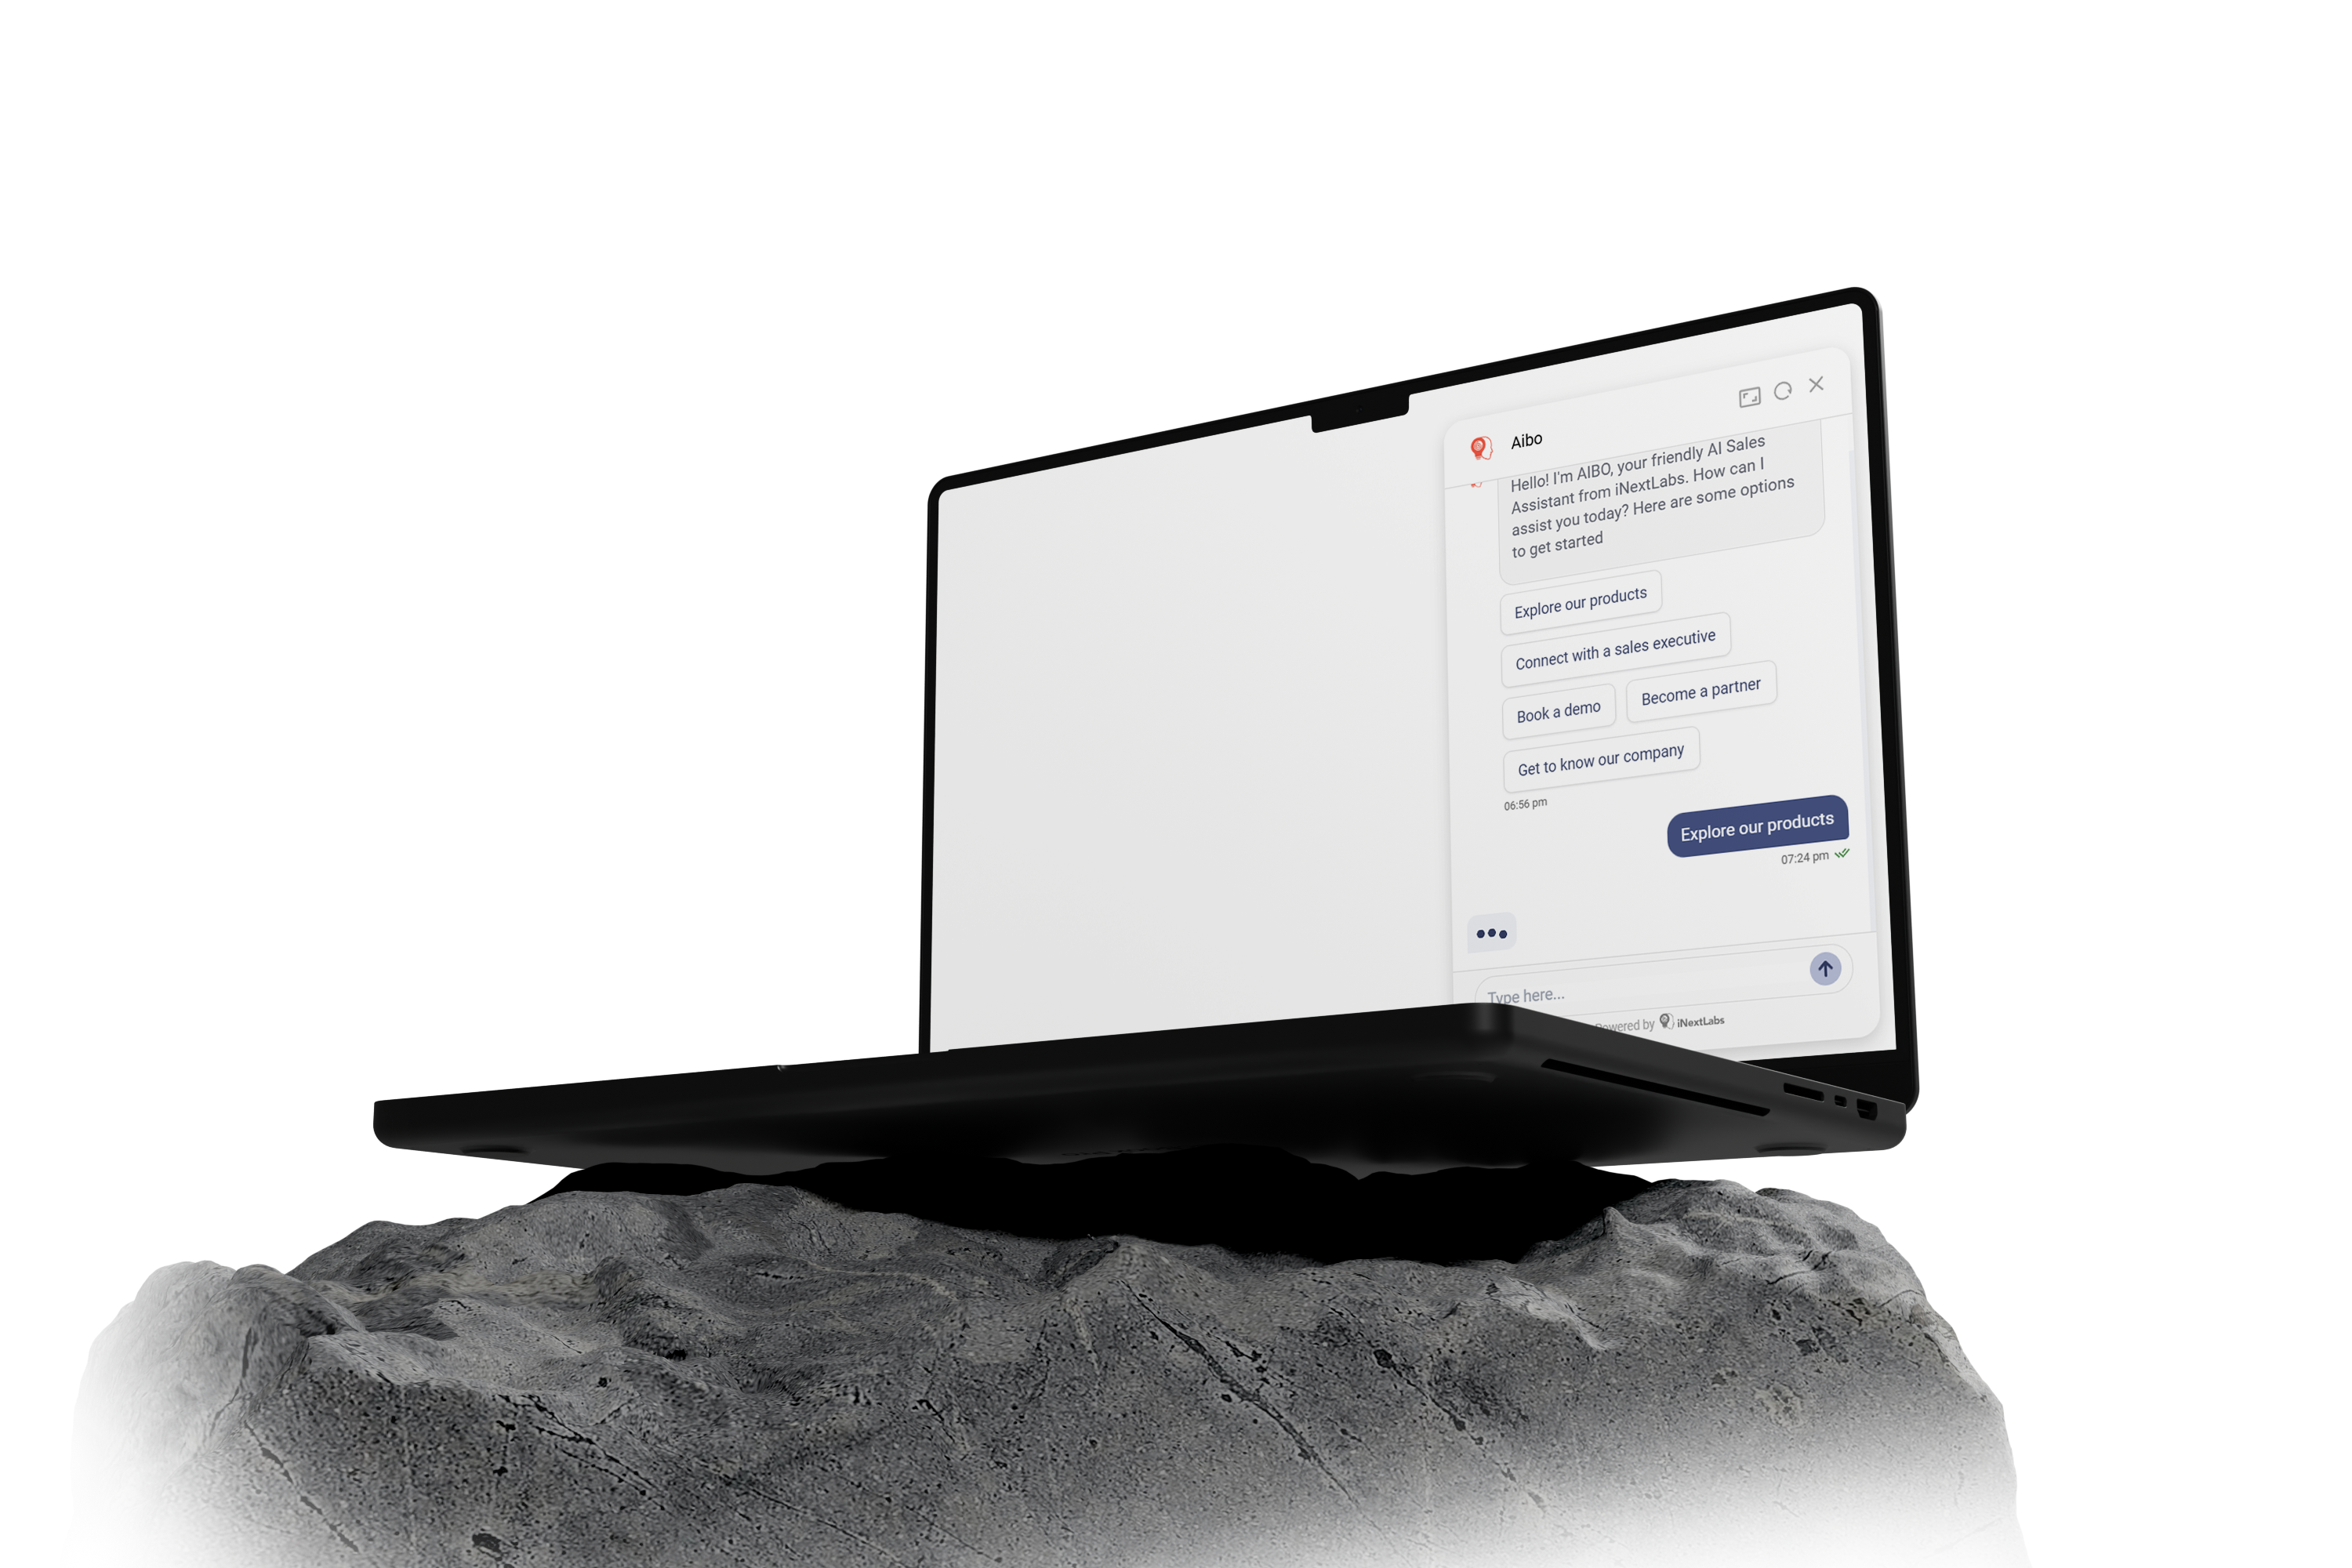 Aibo
Hello! I'm AIBO, your friendly AI Sales
Assistant from iNextLabs. How can I
assist you today? Here are some options
to get started
Explore our products
Connect with a sales executive
Book a demo
Become a partner
Get to know our company
06:56 pm
Explore our products
07:24 pm
Type here...
Powered by iNextLabs